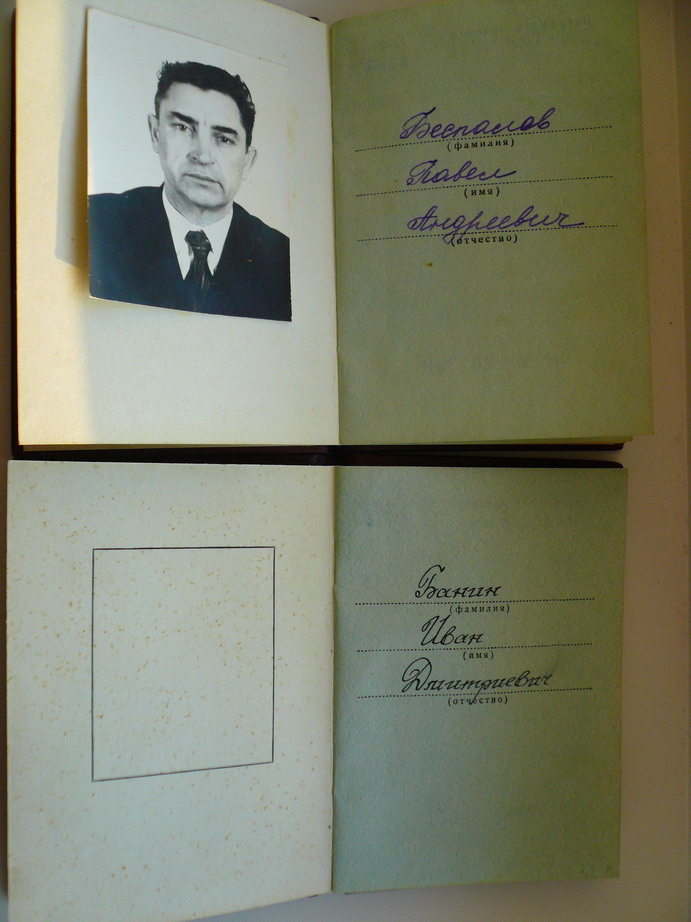 Беспалов
(фамилия)
Павел
(имя)
Андреевич
(отчество)
Банин
(фамилия)
Иван
(имя)
Дмитриевич
(отчество)